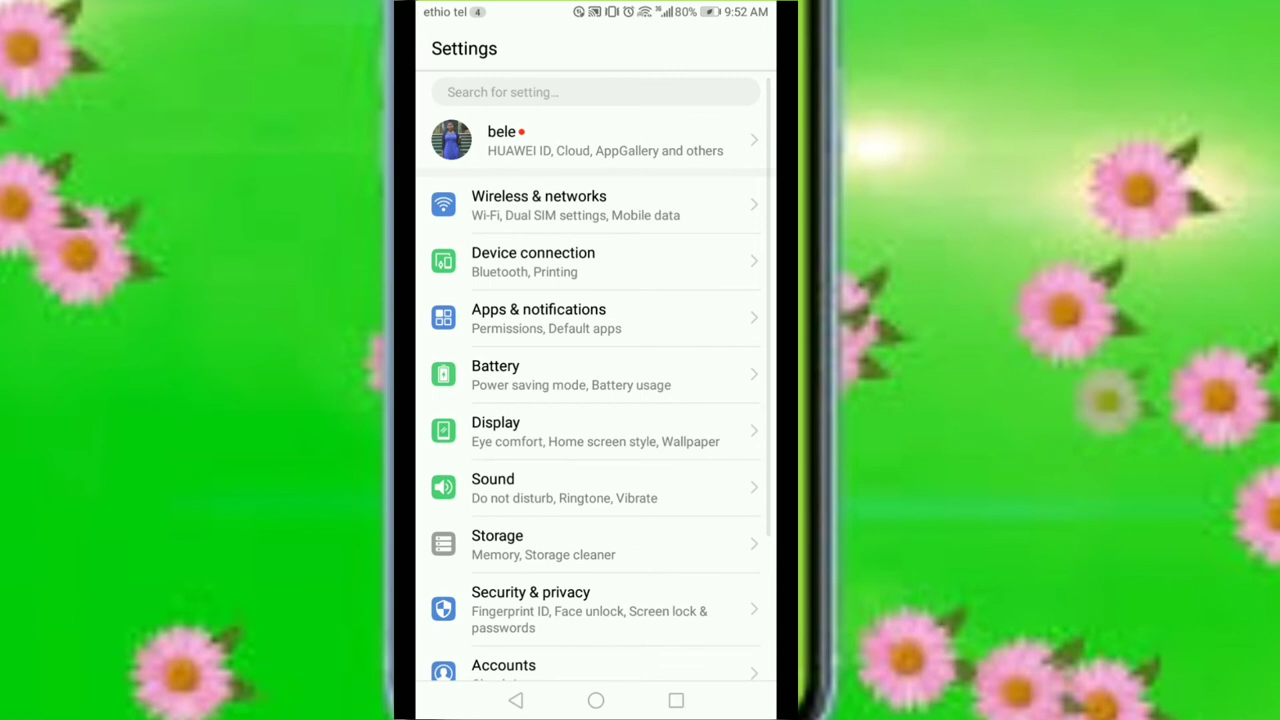 ethio tel 4 80% 9:52 AM
Settings
Search for setting...
bele
HUAWEI ID, Cloud, AppGallery and others
Wireless & networks
Wi-Fi, Dual SIM settings, Mobile data
Device connection
Bluetooth, Printing
Apps & notifications
Permissions, Default apps
Battery
Power saving mode, Battery usage
Display
Eye comfort, Home screen style, Wallpaper
Sound
Do not disturb, Ringtone, Vibrate
Storage
Memory, Storage cleaner
Security & privacy
Fingerprint ID, Face unlock, Screen lock &
passwords
Accounts